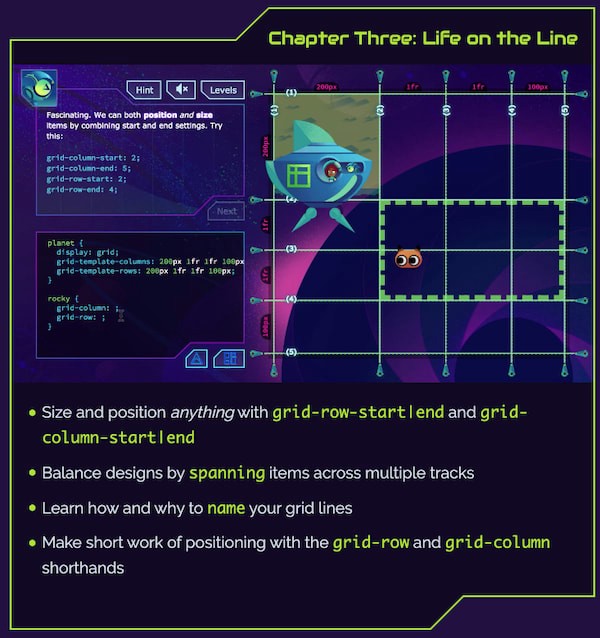 Chapter Three: Life on the Line
Hint
Levels
Fascinating. We can both position and size
items by combining start and end settings. Try
this:
grid-column-start: 2;
grid-column-end: 5;
grid-row-start: 2;
grid-row-end: 4;
Next
planet {
display: grid;
grid-template-columns: 200px 1fr 1fr 100px
grid-template-rows: 200px 1fr 1fr 100px;
}
rocky {
grid-column: ;
grid-row: ;
}
200px 1fr 1fr 100px
(1)
(1) (2) (3) (4) (5)
200px
(2)
1fr
(3)
1fr
(4)
100px
(5)
• Size and position anything with grid-row-start|end and grid-
column-start|end
• Balance designs by spanning items across multiple tracks
• Learn how and why to name your grid lines
• Make short work of positioning with the grid-row and grid-column
shorthands